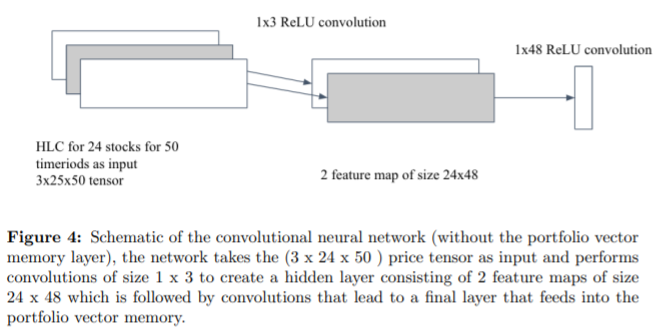 1x3 ReLU convolution
1x48 ReLU convolution
HLC for 24 stocks for 50
timeriods as input
3x25x50 tensor
2 feature map of size 24x48
Figure 4: Schematic of the convolutional neural network (without the portfolio vector
memory layer), the network takes the (3 x 24 x 50 ) price tensor as input and performs
convolutions of size 1 x 3 to create a hidden layer consisting of 2 feature maps of size
24 x 48 which is followed by convolutions that lead to a final layer that feeds into the
portfolio vector memory.